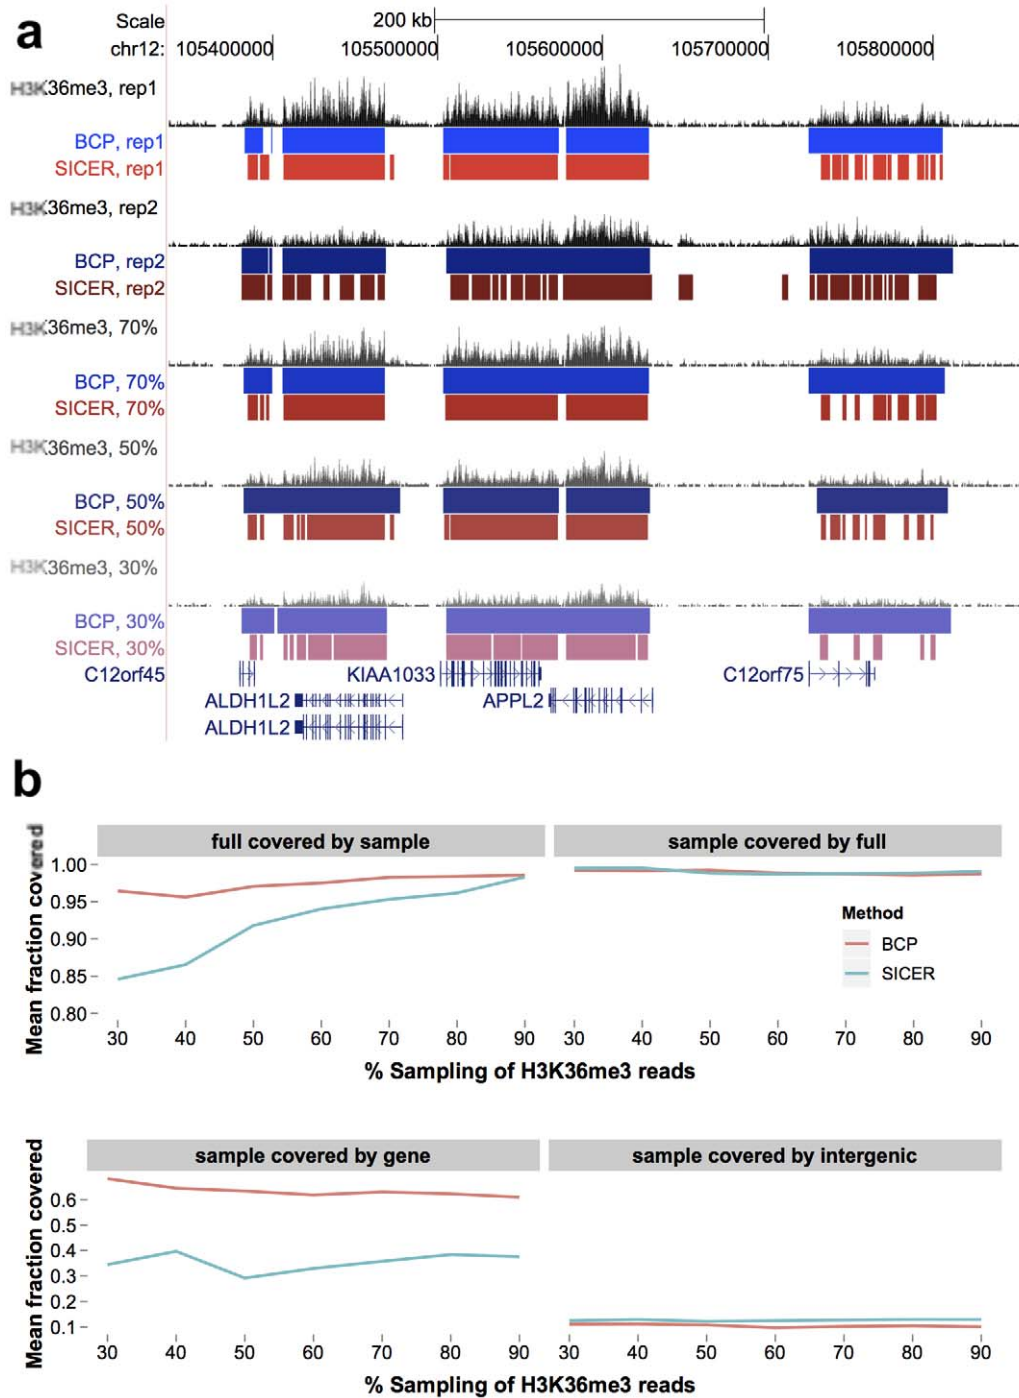 a
Scale 200 kb
chr12: 105400000 105500000 105600000 105700000 105800000
H3K36me3, rep1
BCP, rep1
SICER, rep1
H3K36me3, rep2
BCP, rep2
SICER, rep2
H3K36me3, 70%
BCP, 70%
SICER, 70%
H3K36me3, 50%
BCP, 50%
SICER, 50%
H3K36me3, 30%
BCP, 30%
SICER, 30%
C12orf45 KIAA1033 C12orf75
ALDH1L2 APPL2
ALDH1L2
b
full covered by sample sample covered by full
Mean fraction covered
1.00
0.95
0.90
0.85
0.80
Method
BCP
SICER
30 40 50 60 70 80 90 30 40 50 60 70 80 90
% Sampling of H3K36me3 reads
sample covered by gene sample covered by intergenic
Mean fraction covered
0.6
0.5
0.4
0.3
0.2
0.1
30 40 50 60 70 80 90 30 40 50 60 70 80 90
% Sampling of H3K36me3 reads